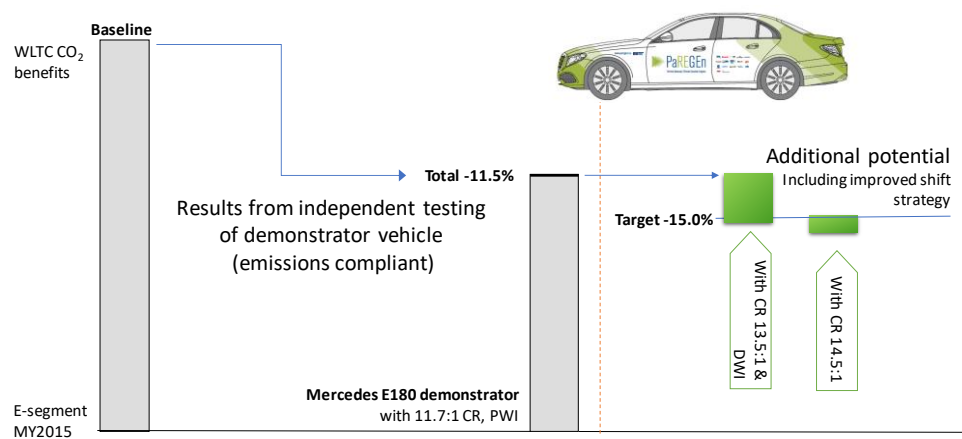 Baseline
WLTC CO₂
benefits
PaREGEn
Total -11.5%
Additional potential
Including improved shift
strategy
Results from independent testing
of demonstrator vehicle
(emissions compliant)
Target -15.0%
With CR 13.5:1 &
DWI
With CR 14.5:1
Mercedes E180 demonstrator
with 11.7:1 CR, PWI
E-segment
MY2015